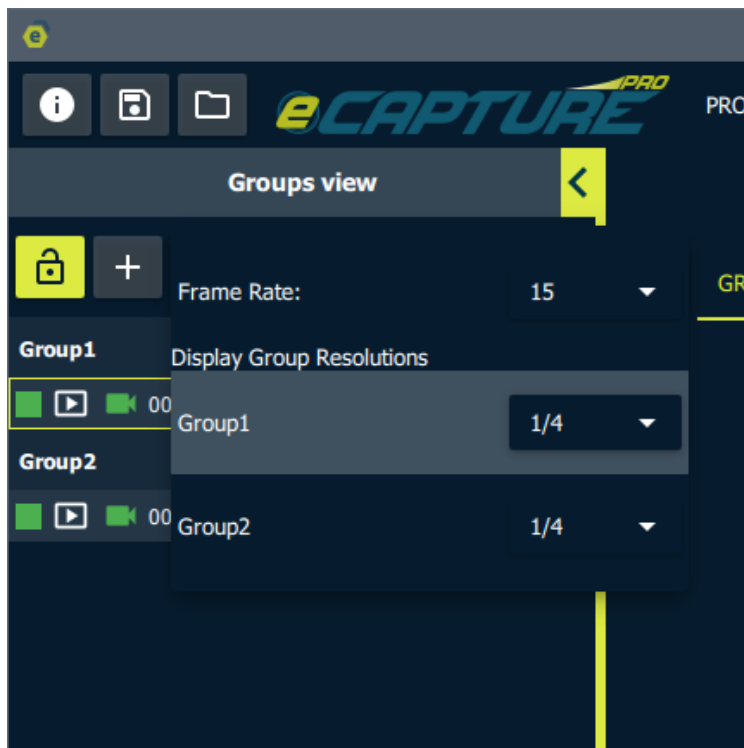 e
eCAPTURE PRO
PRO
Groups view
GR
Frame Rate: 15
Group1
Display Group Resolutions
00
Group1 1/4
Group2
00
Group2 1/4